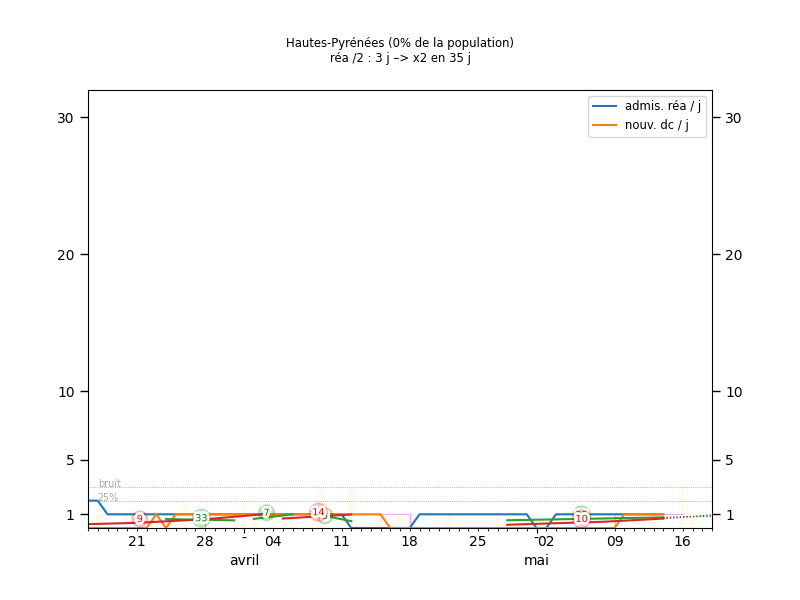 Hautes-Pyrénées (0% de la population)
réa /2 : 3 j –> x2 en 35 j
admis. réa / j
nouv. dc / j
30 30
20 20
10 10
5 5
bruit
25%
1 1
9 33 7 14 10
21 28 - 04 11 18 25 -02 09 16
avril mai